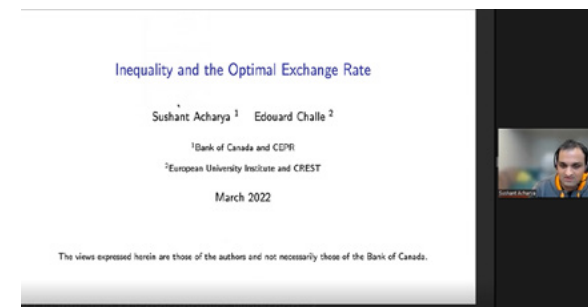 Inequality and the Optimal Exchange Rate
Sushant Acharya 1 Edouard Challe 2
1Bank of Canada and CEPR
2European University Institute and CREST
March 2022
The views expressed herein are those of the authors and not necessarily those of the Bank of Canada.
Sushant Acharya